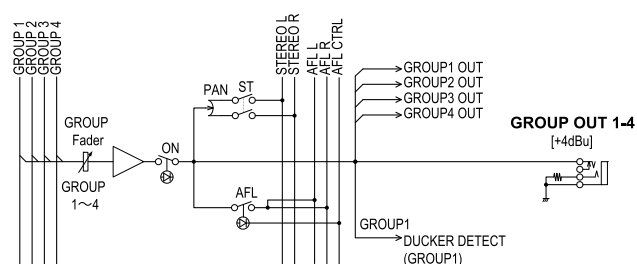 GROUP 1
GROUP 2
GROUP 3
GROUP 4
STEREO L
STEREO R
AFL L
AFL R
AFL CTRL
GROUP
Fader
GROUP
1～4
ON
PAN
ST
AFL
GROUP1 OUT
GROUP2 OUT
GROUP3 OUT
GROUP4 OUT
GROUP OUT 1-4
[+4dBu]
GROUP1
DUCKER DETECT
(GROUP1)